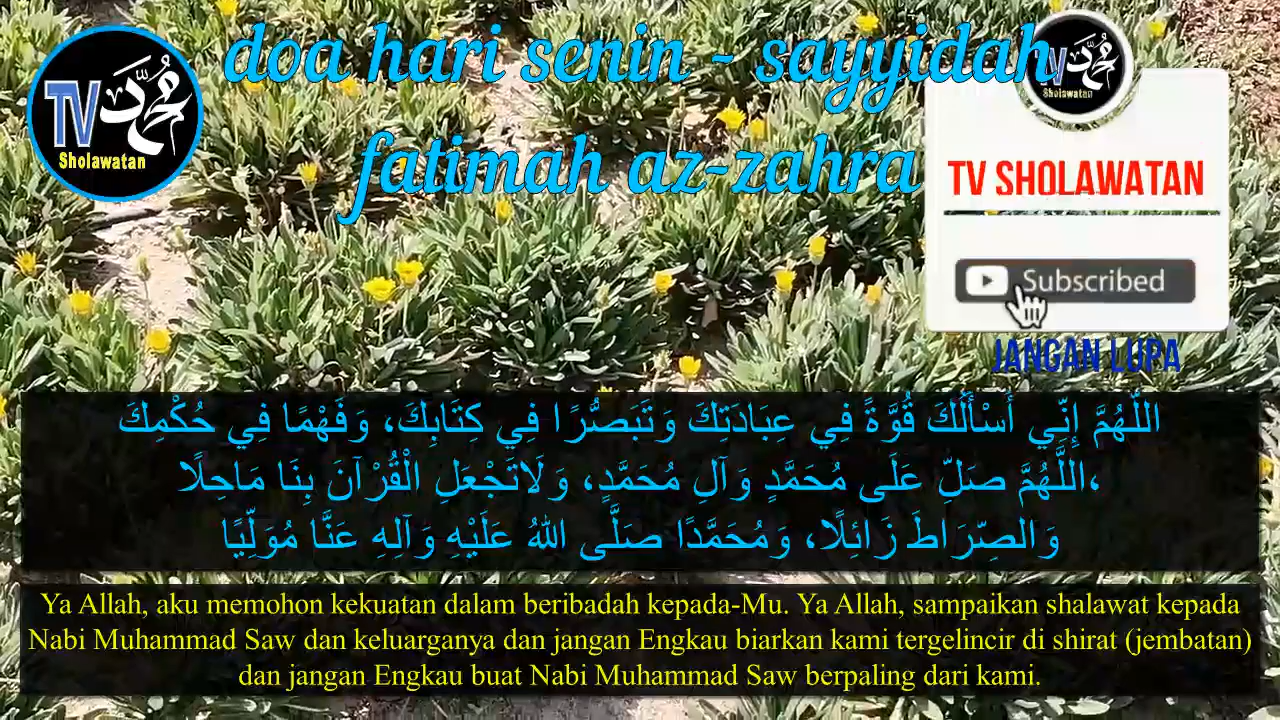 doa hari senin - sayyidah
fatimah az-zahra
TV محمد
Sholawatan
محمد
Sholawatan
TV SHOLAWATAN
Subscribed
JANGAN LUPA
اللَّهُمَّ إِنِّي أَسْأَلُكَ قُوَّةً فِي عِبَادَتِكَ وَتَبَصُّرًا فِي كِتَابِكَ، وَفَهْمًا فِي حُكْمِكَ
،اللَّهُمَّ صَلِّ عَلَى مُحَمَّدٍ وَآلِ مُحَمَّدٍ، وَلَاتَجْعَلِ الْقُرْآنَ بِنَا مَاحِلًا
وَالصِّرَاطَ زَائِلًا، وَمُحَمَّدًا صَلَّى اللهُ عَلَيْهِ وَآلِهِ عَنَّا مُوَلِّيًا
Ya Allah, aku memohon kekuatan dalam beribadah kepada-Mu. Ya Allah, sampaikan shalawat kepada
Nabi Muhammad Saw dan keluarganya dan jangan Engkau biarkan kami tergelincir di shirat (jembatan)
dan jangan Engkau buat Nabi Muhammad Saw berpaling dari kami.